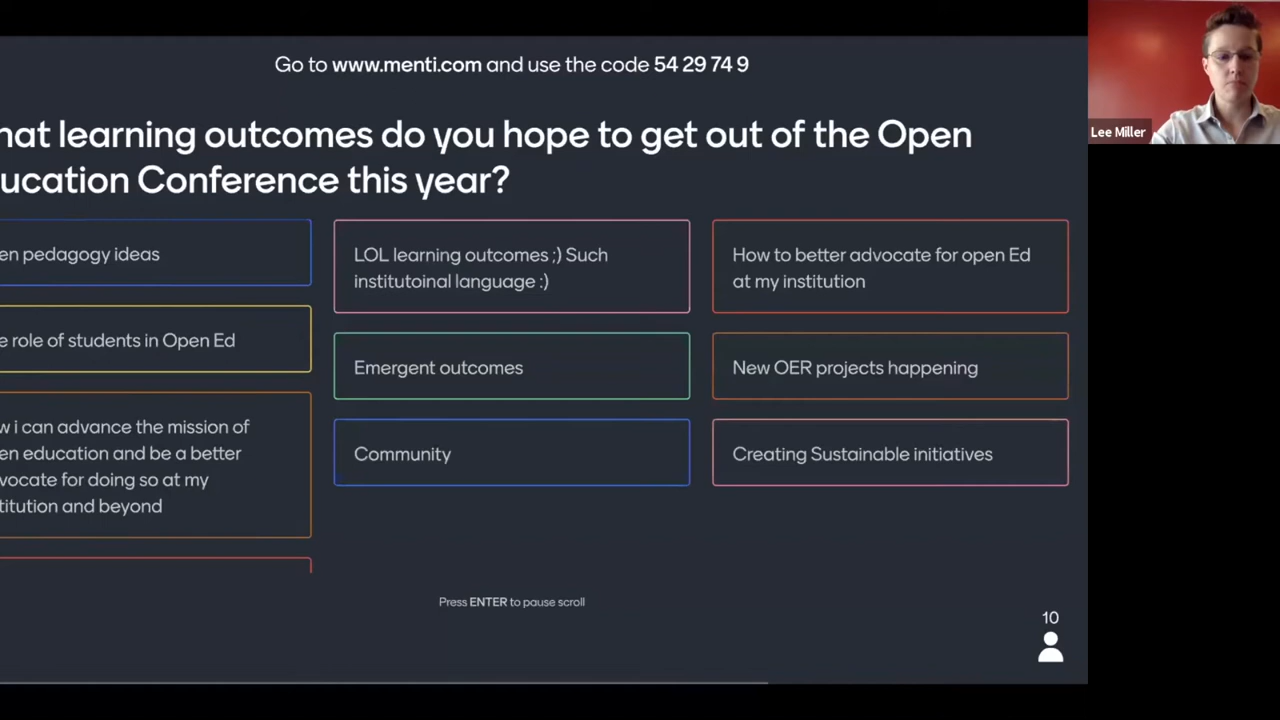 Go to www.menti.com and use the code 54 29 74 9
hat learning outcomes do you hope to get out of the Open
ucation Conference this year?
en pedagogy ideas
e role of students in Open Ed
w i can advance the mission of
en education and be a better
vocate for doing so at my
titution and beyond
LOL learning outcomes ;) Such
institutoinal language :)
Emergent outcomes
Community
How to better advocate for open Ed
at my institution
New OER projects happening
Creating Sustainable initiatives
Press ENTER to pause scroll
10
Lee Miller